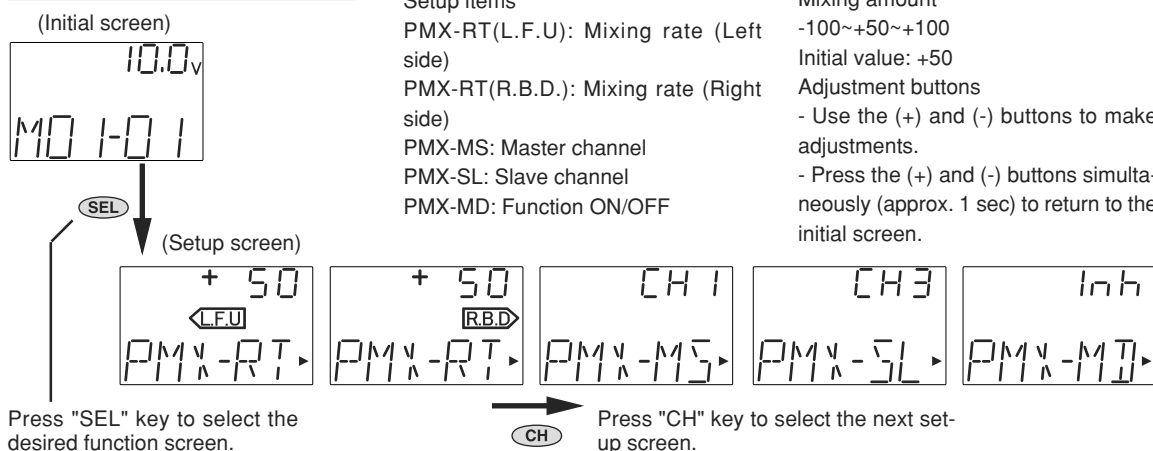 (Initial screen)
10.0v
M01-01
SEL
(Setup screen)
Setup items
PMX-RT(L.F.U): Mixing rate (Left
side)
PMX-RT(R.B.D.): Mixing rate (Right
side)
PMX-MS: Master channel
PMX-SL: Slave channel
PMX-MD: Function ON/OFF
Mixing amount
-100~+50~+100
Initial value: +50
Adjustment buttons
- Use the (+) and (-) buttons to make
adjustments.
- Press the (+) and (-) buttons simulta-
neously (approx. 1 sec) to return to the
initial screen.
+ 50
L.F.U
PMX-RT
+ 50
R.B.D
PMX-RT
CH 1
PMX-MS
CH 3
PMX-SL
Inh
PMX-MD
Press "SEL" key to select the
desired function screen.
CH
Press "CH" key to select the next set-
up screen.